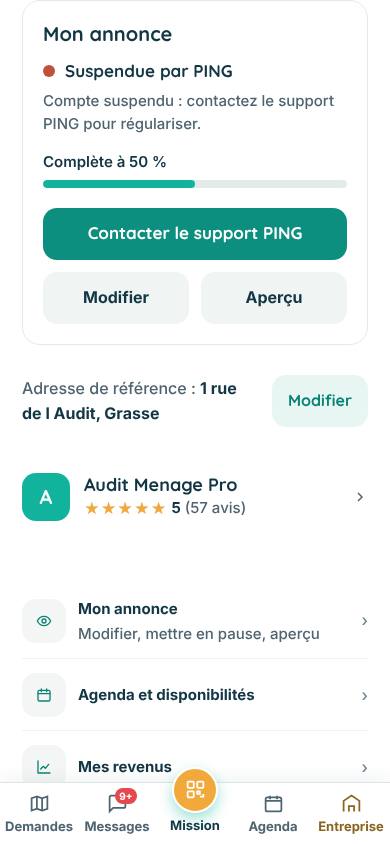 Mon annonce
Suspendue par PING
Compte suspendu : contactez le support
PING pour régulariser.
Complète à 50 %
Contacter le support PING
Modifier
Aperçu
Adresse de référence : 1 rue
de l Audit, Grasse
Modifier
A
Audit Menage Pro
★★★★★ 5 (57 avis)
Mon annonce
Modifier, mettre en pause, aperçu
Agenda et disponibilités
Mes revenus
9+
Demandes
Messages
Mission
Agenda
Entreprise